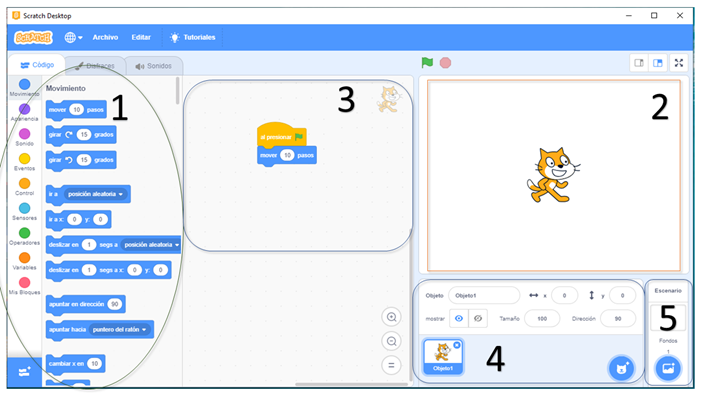 Scratch Desktop
SCRATCH Archivo Editar Tutoriales
Código Disfraces Sonidos
Movimiento
Apariencia
Sonido
Eventos
Control
Sensores
Operadores
Variables
Mis Bloques
Movimiento
1
mover 10 pasos
girar 15 grados
girar 15 grados
ir a posición aleatoria
ir a x: 0 y: 0
deslizar en 1 segs a posición aleatoria
deslizar en 1 segs a x: 0 y: 0
apuntar en dirección 90
apuntar hacia puntero del ratón
cambiar x en 10
3
al presionar
mover 10 pasos
2
Objeto Objeto1 x 0 y 0
mostrar Tamaño 100 Dirección 90
Objeto1
4
Escenario
5
Fondos
1